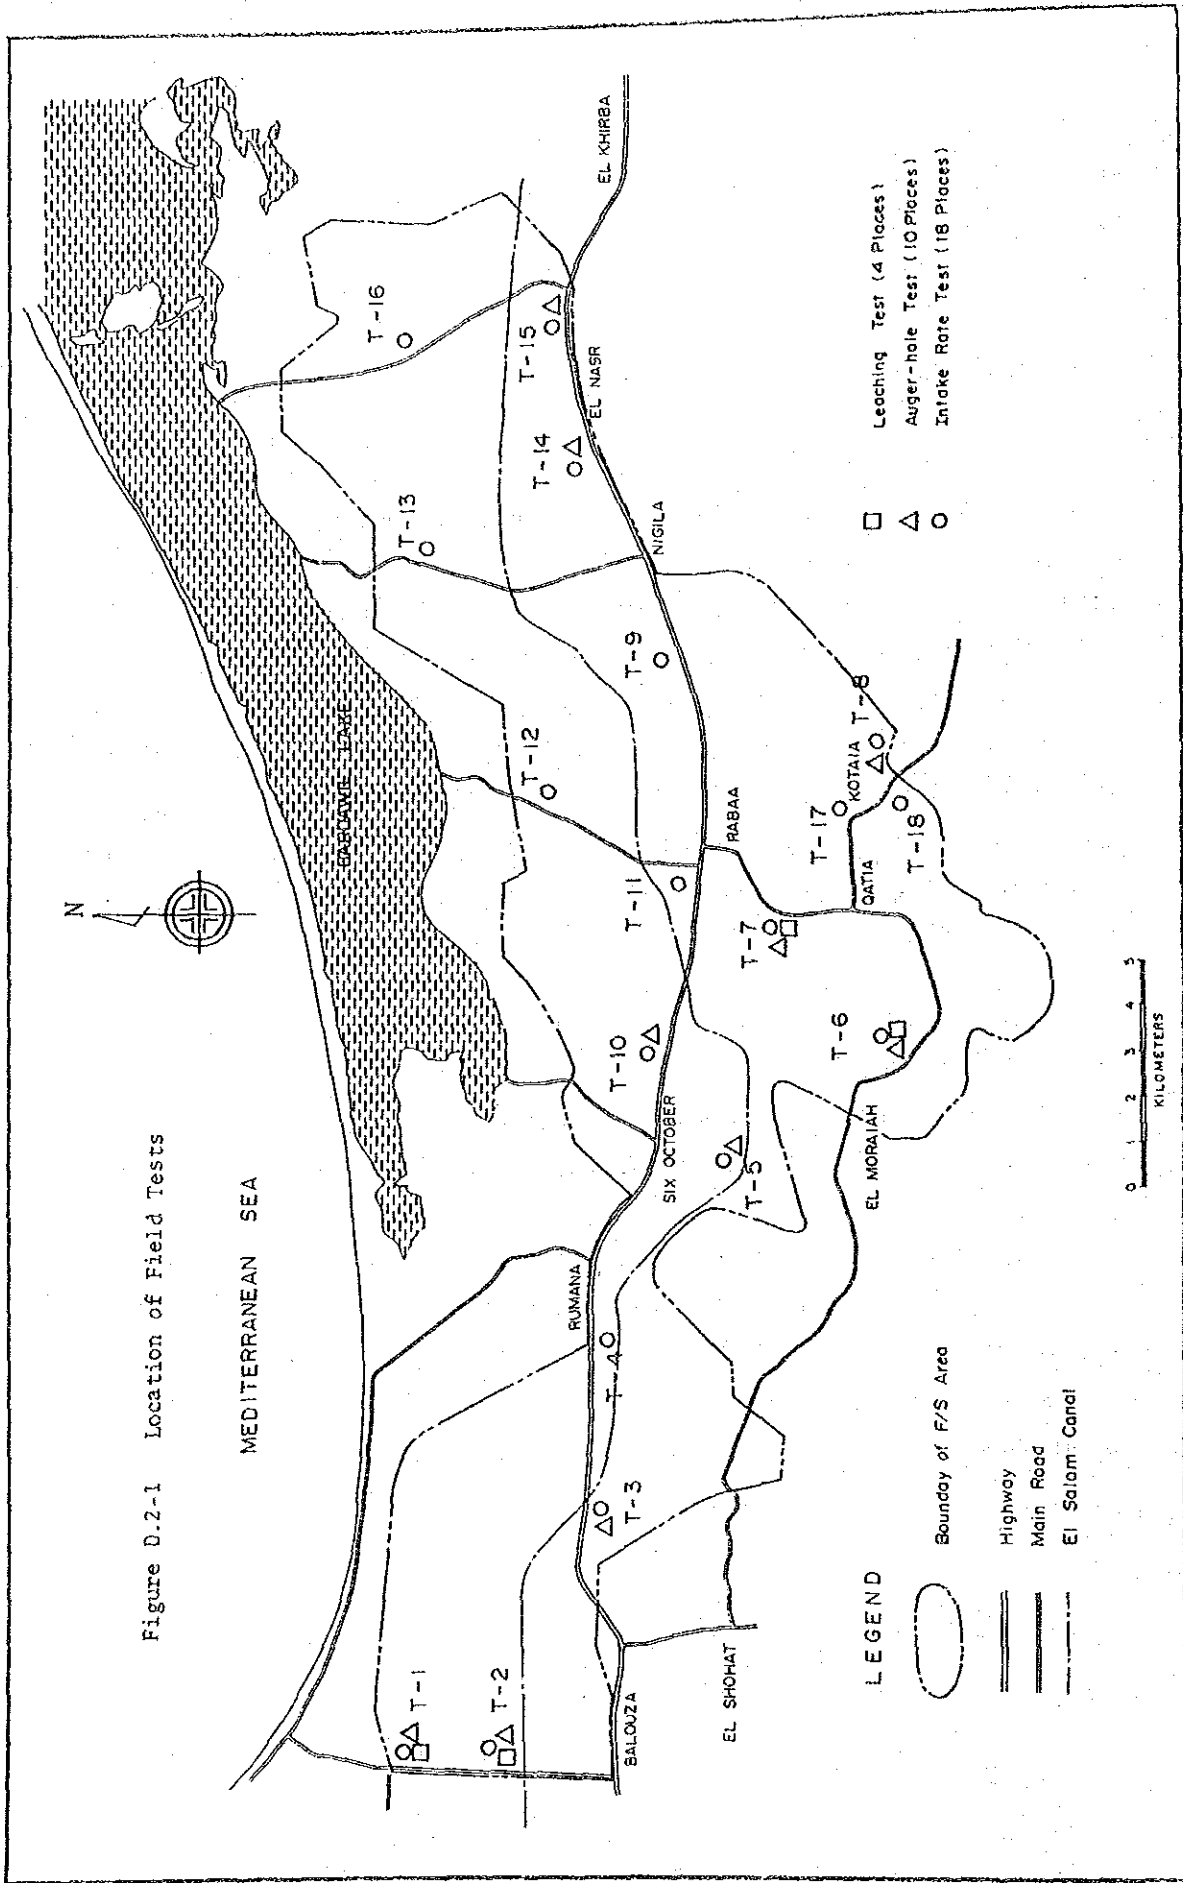 Figure D.2-1 Location of Field Tests
MEDITERRANEAN SEA
N
BARDAWIL LAKE
T-1
T-2
T-3
T-4
T-5
T-6
T-7
T-8
T-9
T-10
T-11
T-12
T-13
T-14
T-15
T-16
T-17
T-18
BALOUZA
EL SHOHAT
RUMANA
SIX OCTOBER
EL MORAIAH
RABAA
QATIA
KOTAIA
NIGILA
EL NASR
EL KHIRBA
LEGEND
Bounday of F/S Area
Highway
Main Road
El Salam Canal
0 1 2 3 4 5
KILOMETERS
Leaching Test (4 Places)
Auger-hole Test (10 Places)
Intake Rate Test (18 Places)